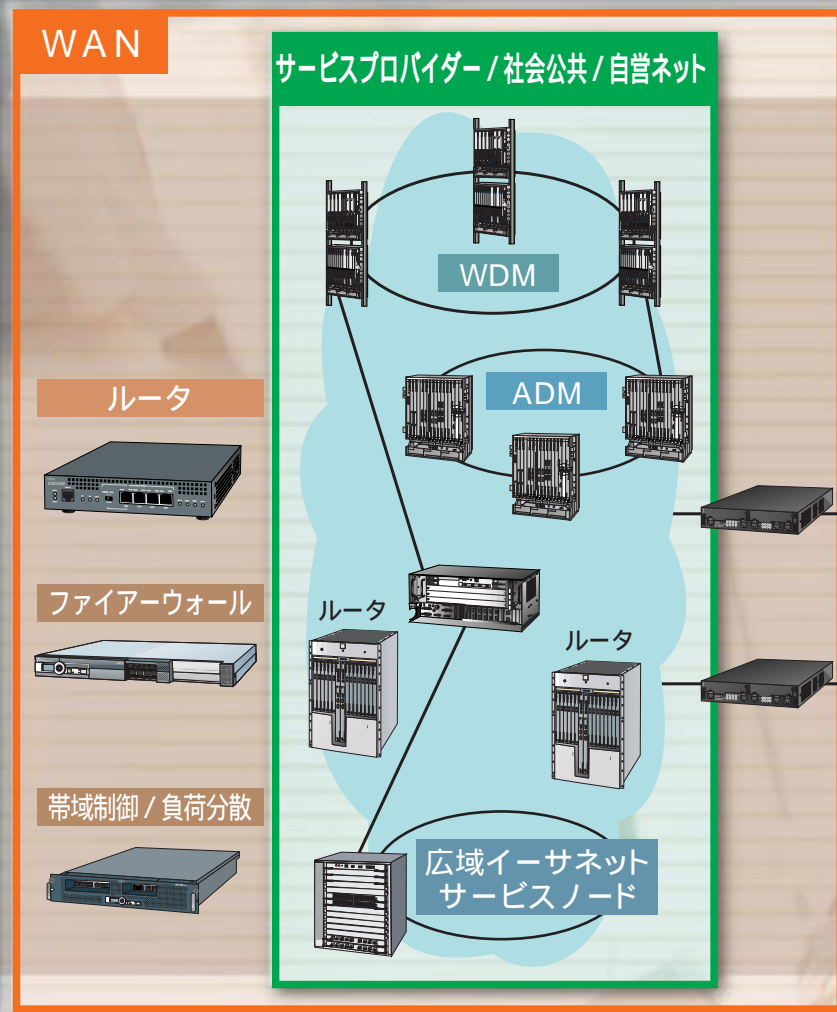 WAN
サービスプロバイダー / 社会公共 / 自営ネット
WDM
ADM
ルータ
ファイアーウォール
ルータ
ルータ
帯域制御 / 負荷分散
広域イーサネット
サービスノード